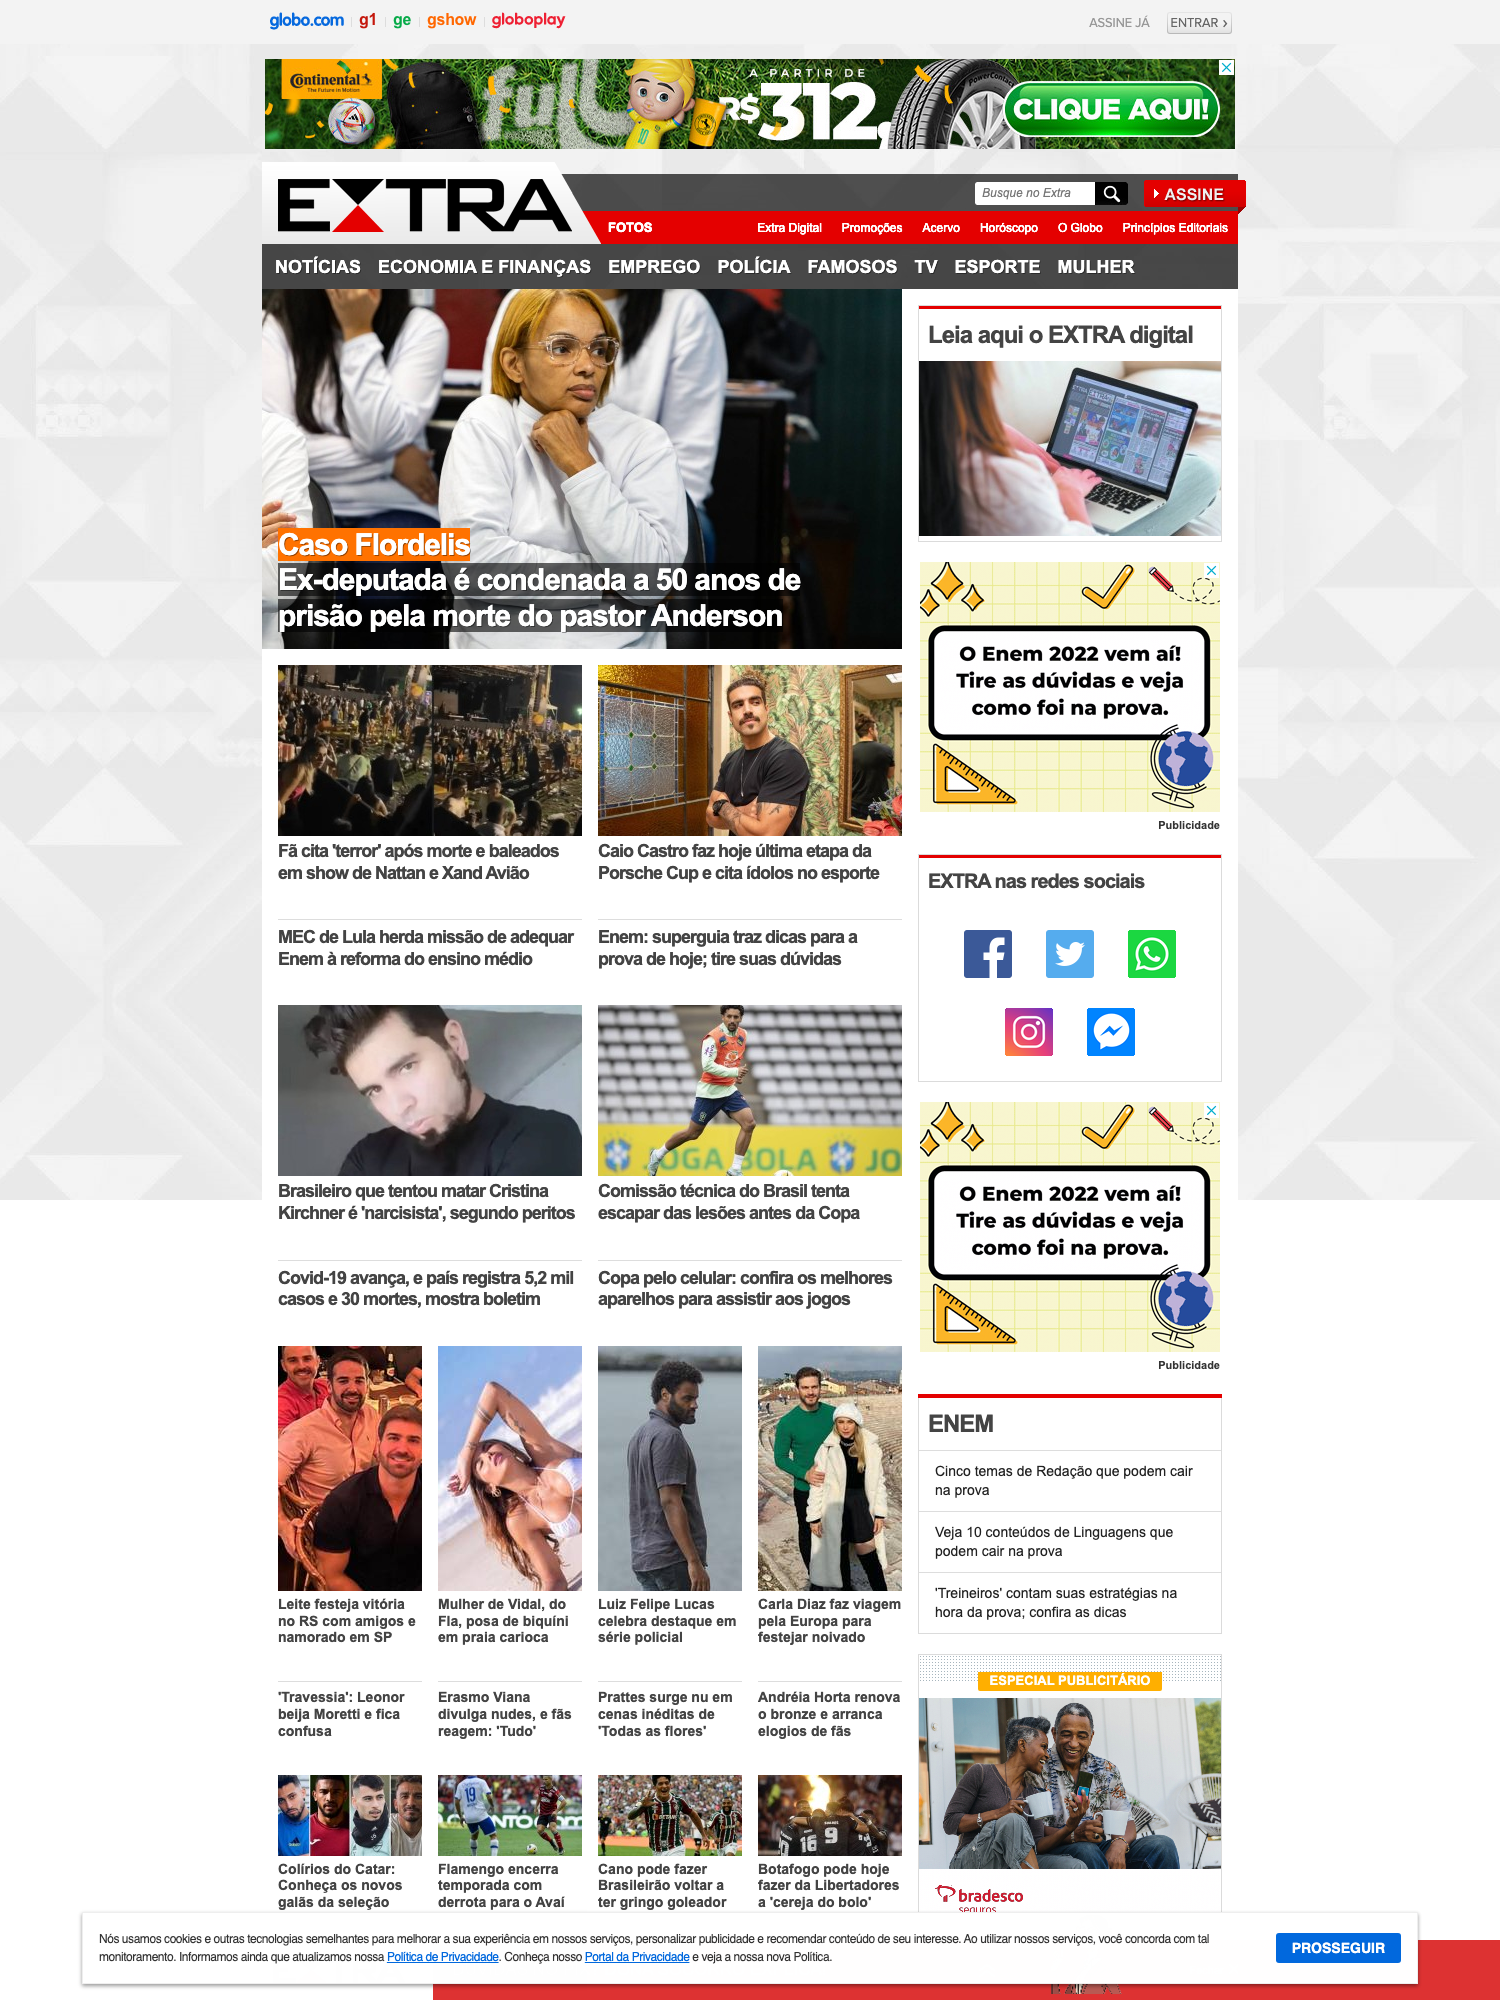 globo.com g1 ge gshow globoplay
ASSINE JÁ ENTRAR ›
Continental
The Future in Motion
full
A PARTIR DE
R$312,
PowerContact
CLIQUE AQUI!
EXTRA
Busque no Extra
ASSINE
FOTOS
Extra Digital Promoções Acervo Horóscopo O Globo Princípios Editoriais
NOTÍCIAS ECONOMIA E FINANÇAS EMPREGO POLÍCIA FAMOSOS TV ESPORTE MULHER
Caso Flordelis
Ex-deputada é condenada a 50 anos de
prisão pela morte do pastor Anderson
Fã cita 'terror' após morte e baleados
em show de Nattan e Xand Avião
Caio Castro faz hoje última etapa da
Porsche Cup e cita ídolos no esporte
MEC de Lula herda missão de adequar
Enem à reforma do ensino médio
Enem: superguia traz dicas para a
prova de hoje; tire suas dúvidas
JOGA BOLA JO
Brasileiro que tentou matar Cristina
Kirchner é 'narcisista', segundo peritos
Comissão técnica do Brasil tenta
escapar das lesões antes da Copa
Covid-19 avança, e país registra 5,2 mil
casos e 30 mortes, mostra boletim
Copa pelo celular: confira os melhores
aparelhos para assistir aos jogos
Leite festeja vitória
no RS com amigos e
namorado em SP
Mulher de Vidal, do
Fla, posa de biquíni
em praia carioca
Luiz Felipe Lucas
celebra destaque em
série policial
Carla Diaz faz viagem
pela Europa para
festejar noivado
'Travessia': Leonor
beija Moretti e fica
confusa
Erasmo Viana
divulga nudes, e fãs
reagem: 'Tudo'
Prattes surge nu em
cenas inéditas de
'Todas as flores'
Andréia Horta renova
o bronze e arranca
elogios de fãs
19
16 9
Colírios do Catar:
Conheça os novos
galãs da seleção
Flamengo encerra
temporada com
derrota para o Avaí
Cano pode fazer
Brasileirão voltar a
ter gringo goleador
Botafogo pode hoje
fazer da Libertadores
a 'cereja do bolo'
Leia aqui o EXTRA digital
O Enem 2022 vem aí!
Tire as dúvidas e veja
como foi na prova.
Publicidade
EXTRA nas redes sociais
O Enem 2022 vem aí!
Tire as dúvidas e veja
como foi na prova.
Publicidade
ENEM
Cinco temas de Redação que podem cair
na prova
Veja 10 conteúdos de Linguagens que
podem cair na prova
'Treineiros' contam suas estratégias na
hora da prova; confira as dicas
ESPECIAL PUBLICITÁRIO
bradesco
seguros
Nós usamos cookies e outras tecnologias semelhantes para melhorar a sua experiência em nossos serviços, personalizar publicidade e recomendar conteúdo de seu interesse. Ao utilizar nossos serviços, você concorda com tal
monitoramento. Informamos ainda que atualizamos nossa Política de Privacidade. Conheça nosso Portal da Privacidade e veja a nossa nova Política.
PROSSEGUIR